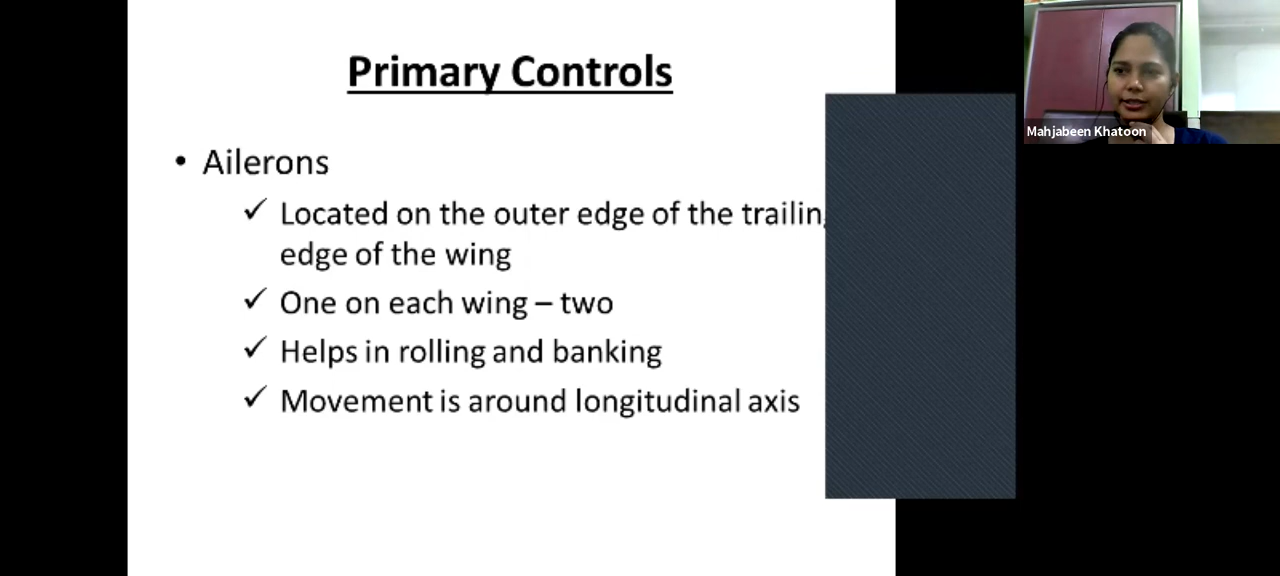 Primary Controls
• Ailerons
✓ Located on the outer edge of the
edge of the wing
✓ One on each wing – two
✓ Helps in rolling and banking
✓ Movement is around longitudinal axis
Mahjabeen Khatoon